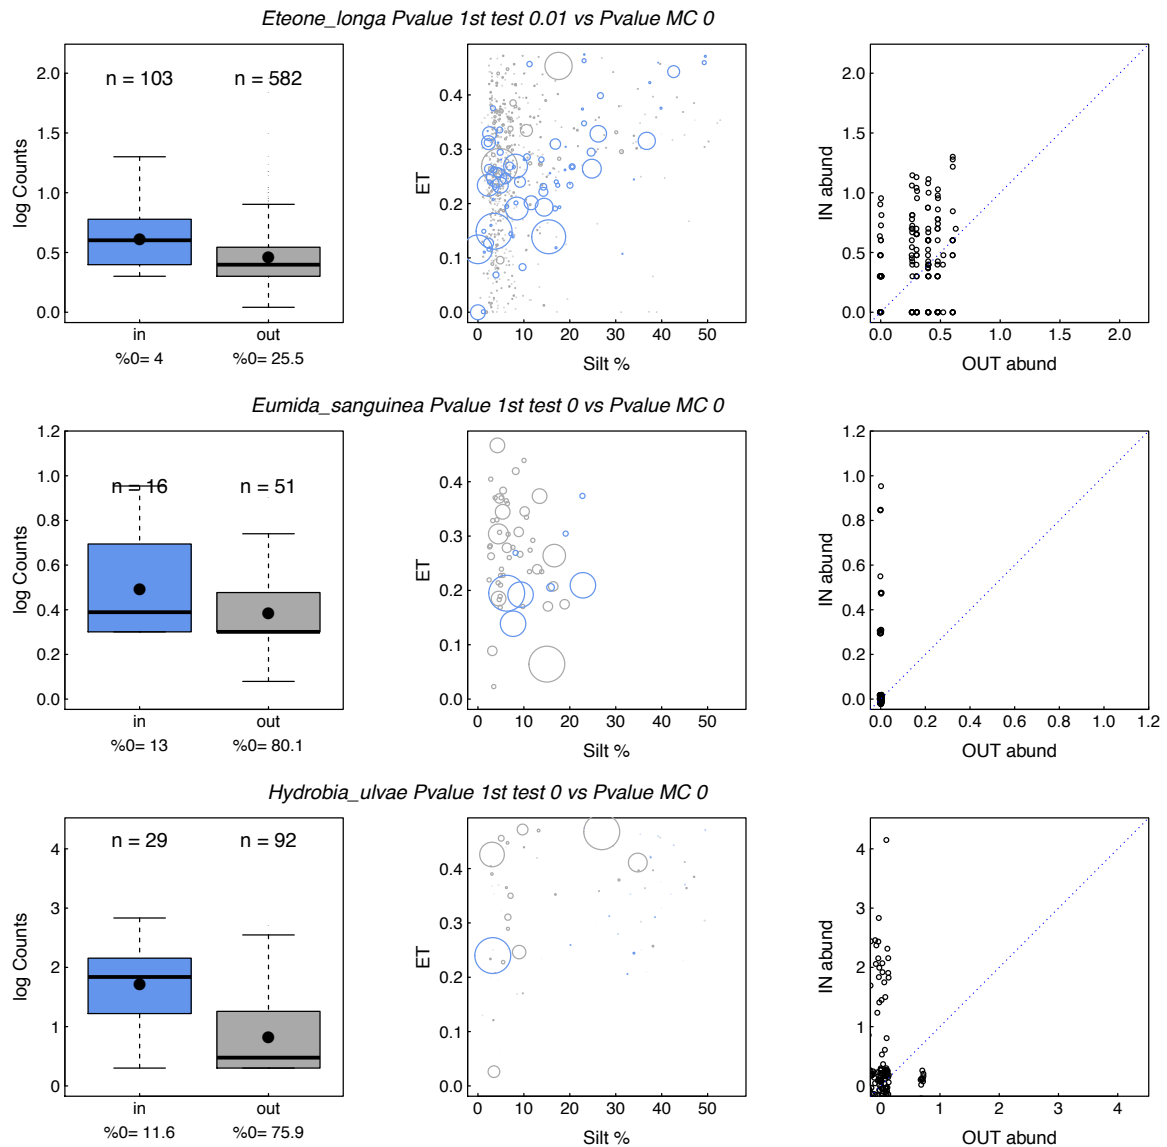 Eteone_longa Pvalue 1st test 0.01 vs Pvalue MC 0
log Counts
2.0
1.5
1.0
0.5
0.0
n = 103
n = 582
in
out
%0= 4
%0= 25.5
ET
0.4
0.3
0.2
0.1
0.0
0 10 20 30 40 50
Silt %
IN abund
2.0
1.5
1.0
0.5
0.0
0.0 0.5 1.0 1.5 2.0
OUT abund
Eumida_sanguinea Pvalue 1st test 0 vs Pvalue MC 0
log Counts
1.2
1.0
0.8
0.6
0.4
0.2
0.0
n = 16
n = 51
in
out
%0= 13
%0= 80.1
ET
0.4
0.3
0.2
0.1
0.0
0 10 20 30 40 50
Silt %
IN abund
1.2
1.0
0.8
0.6
0.4
0.2
0.0
0.0 0.2 0.4 0.6 0.8 1.0 1.2
OUT abund
Hydrobia_ulvae Pvalue 1st test 0 vs Pvalue MC 0
log Counts
4
3
2
1
0
n = 29
n = 92
in
out
%0= 11.6
%0= 75.9
ET
0.4
0.3
0.2
0.1
0.0
0 10 20 30 40 50
Silt %
IN abund
4
3
2
1
0
0 1 2 3 4
OUT abund